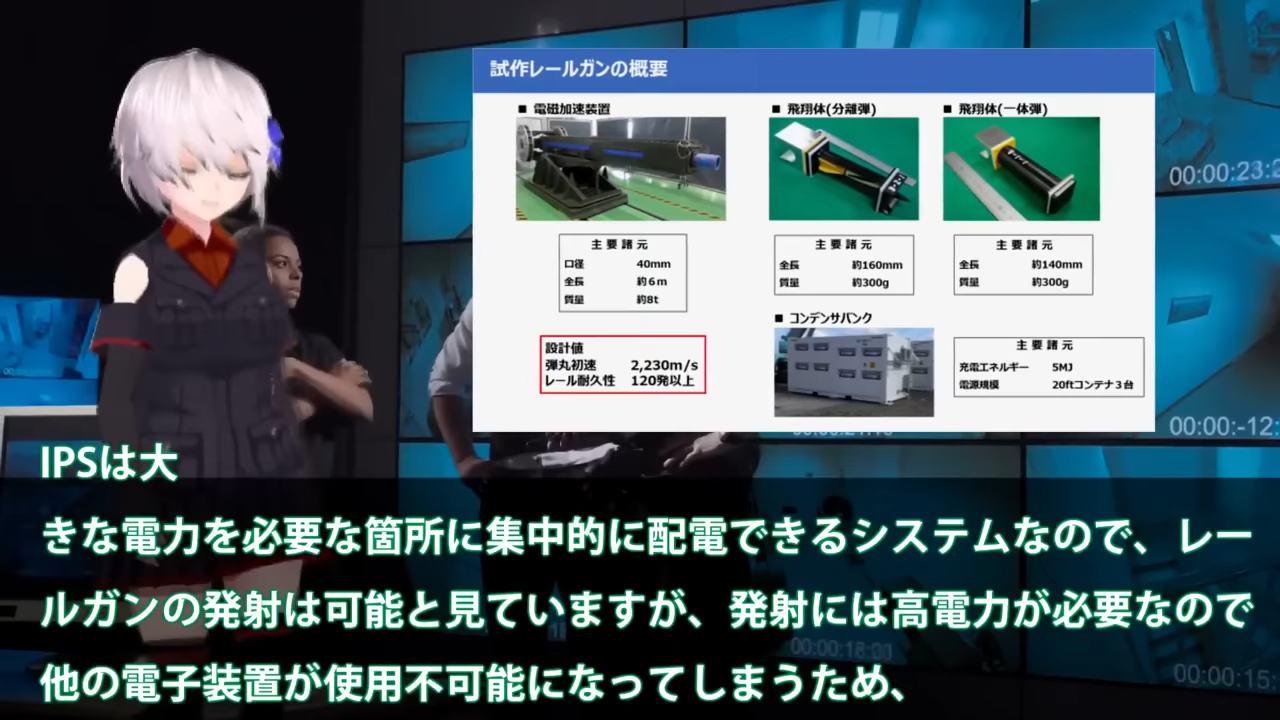 試作レールガンの概要
■ 電磁加速装置
■ 飛翔体(分離弾)
■ 飛翔体(一体弾)
主要諸元
口径 40mm
全長 約6m
質量 約8t
主要諸元
全長 約160mm
質量 約300g
主要諸元
全長 約140mm
質量 約300g
設計値
弾丸初速 2,230m/s
レール耐久性 120発以上
■ コンデンサバンク
主要諸元
充電エネルギー 5MJ
電源規模 20ftコンテナ3台
00:00:23:2
00:00:-12:
00:00:18:00
00:00:15:
IPSは大
きな電力を必要な箇所に集中的に配電できるシステムなので、レー
ルガンの発射は可能と見ていますが、発射には高電力が必要なので
他の電子装置が使用不可能になってしまうため、